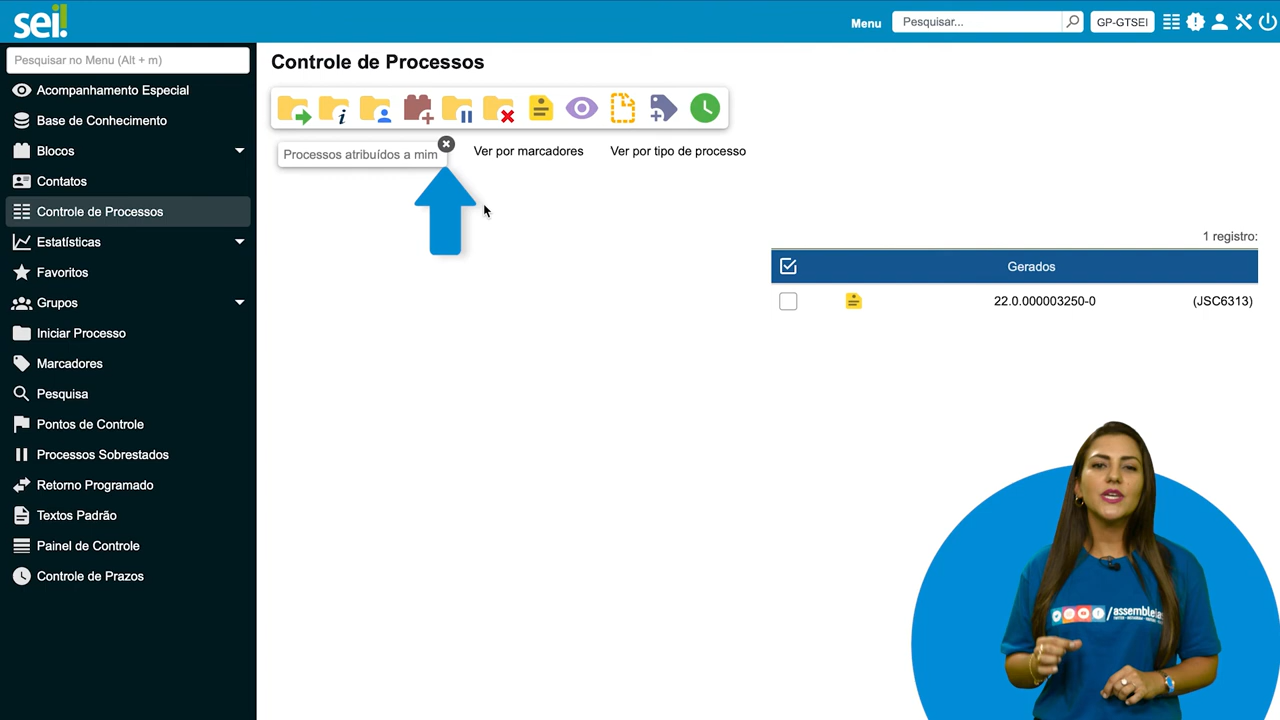 sei!
Menu
Pesquisar...
GP-GTSEI
Pesquisar no Menu (Alt + m)
Acompanhamento Especial
Base de Conhecimento
Blocos
Contatos
Controle de Processos
Estatísticas
Favoritos
Grupos
Iniciar Processo
Marcadores
Pesquisa
Pontos de Controle
Processos Sobrestados
Retorno Programado
Textos Padrão
Painel de Controle
Controle de Prazos
Controle de Processos
Processos atribuídos a mim
Ver por marcadores
Ver por tipo de processo
1 registro:
Gerados
22.0.000003250-0 (JSC6313)